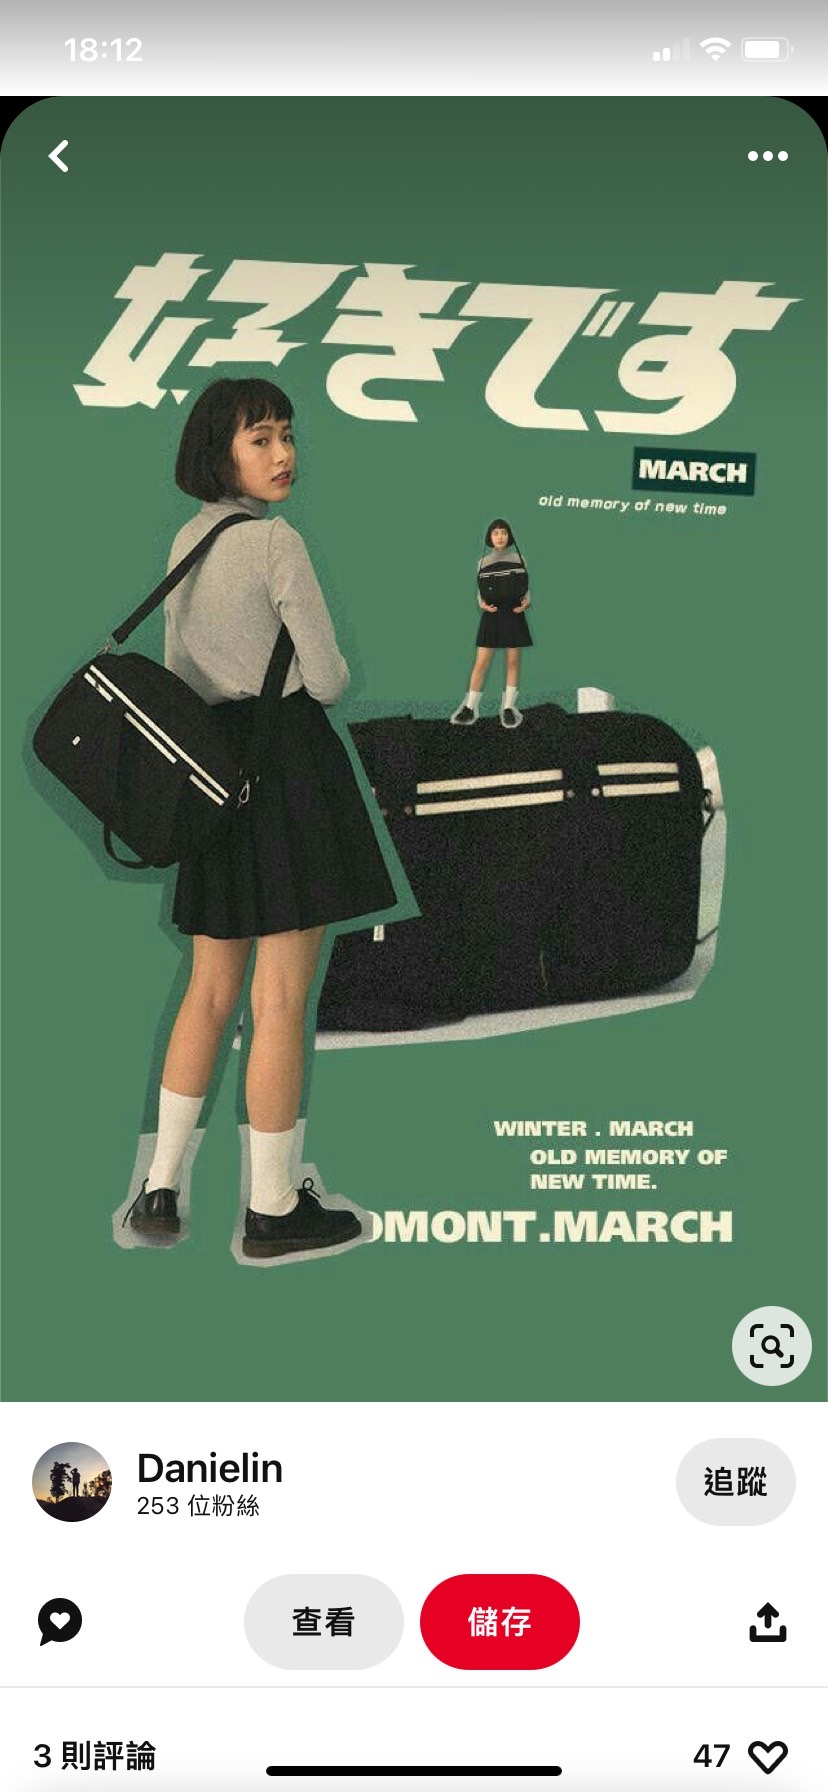 18:12
好きです
MARCH
old memory of new time
WINTER . MARCH
OLD MEMORY OF
NEW TIME.
OMONT.MARCH
Danielin
253 位粉絲
追蹤
查看
儲存
3 則評論
47